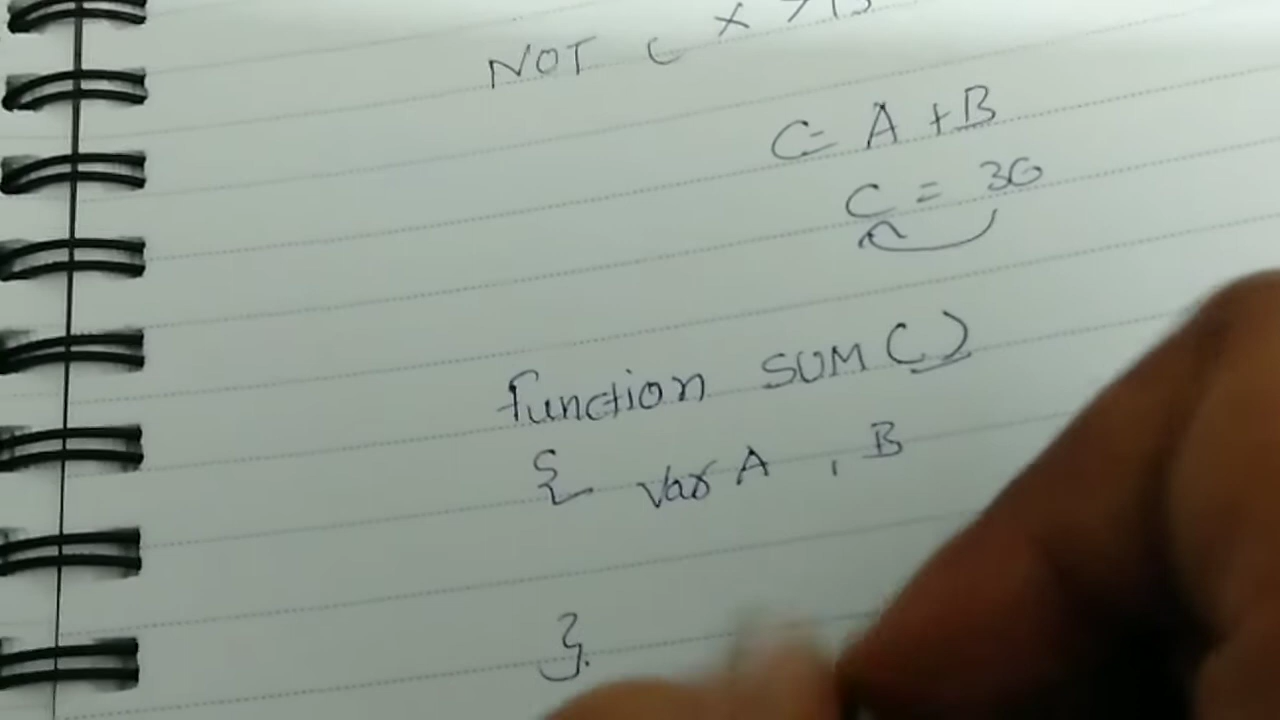 NOT ( x >
C = A + B
C = 30
function SUM ( )
{ var A , B
}